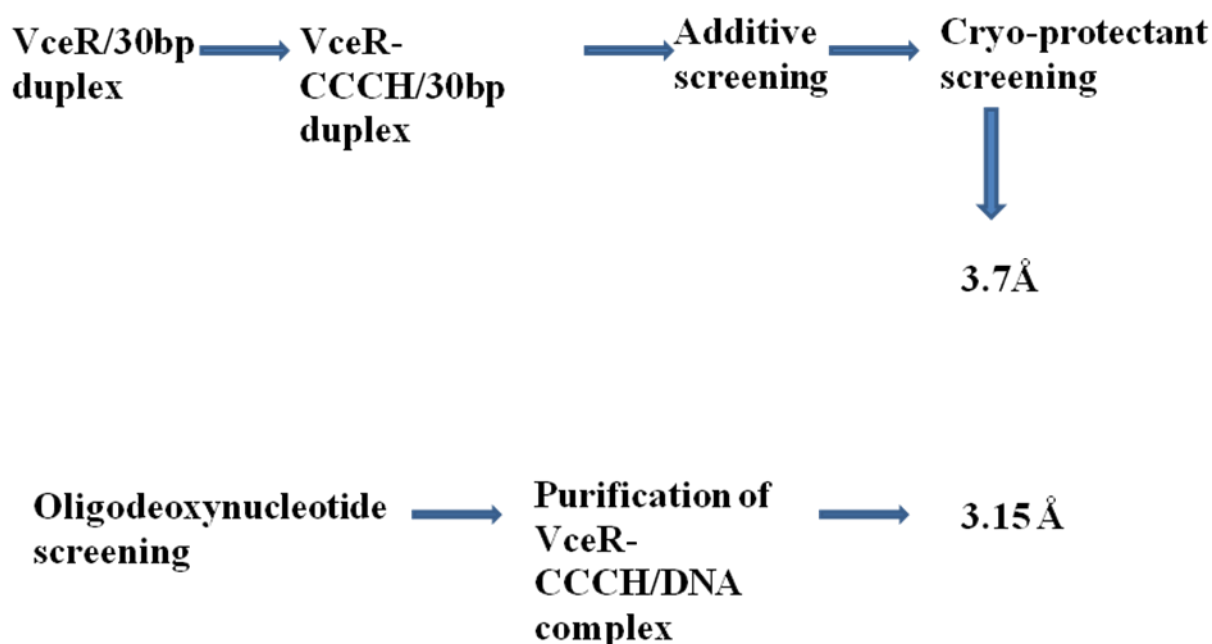 VceR/30bp
duplex
VceR-
CCCH/30bp
duplex
Additive
screening
Cryo-protectant
screening
3.7Å
Oligodeoxynucleotide
screening
Purification of
VceR-
CCCH/DNA
complex
3.15 Å